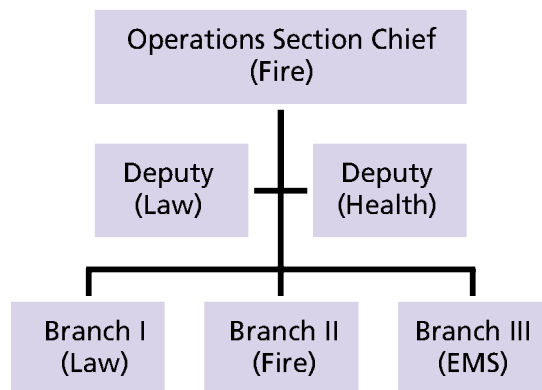 Operations Section Chief
(Fire)
Deputy
(Law)
Deputy
(Health)
Branch I
(Law)
Branch II
(Fire)
Branch III
(EMS)